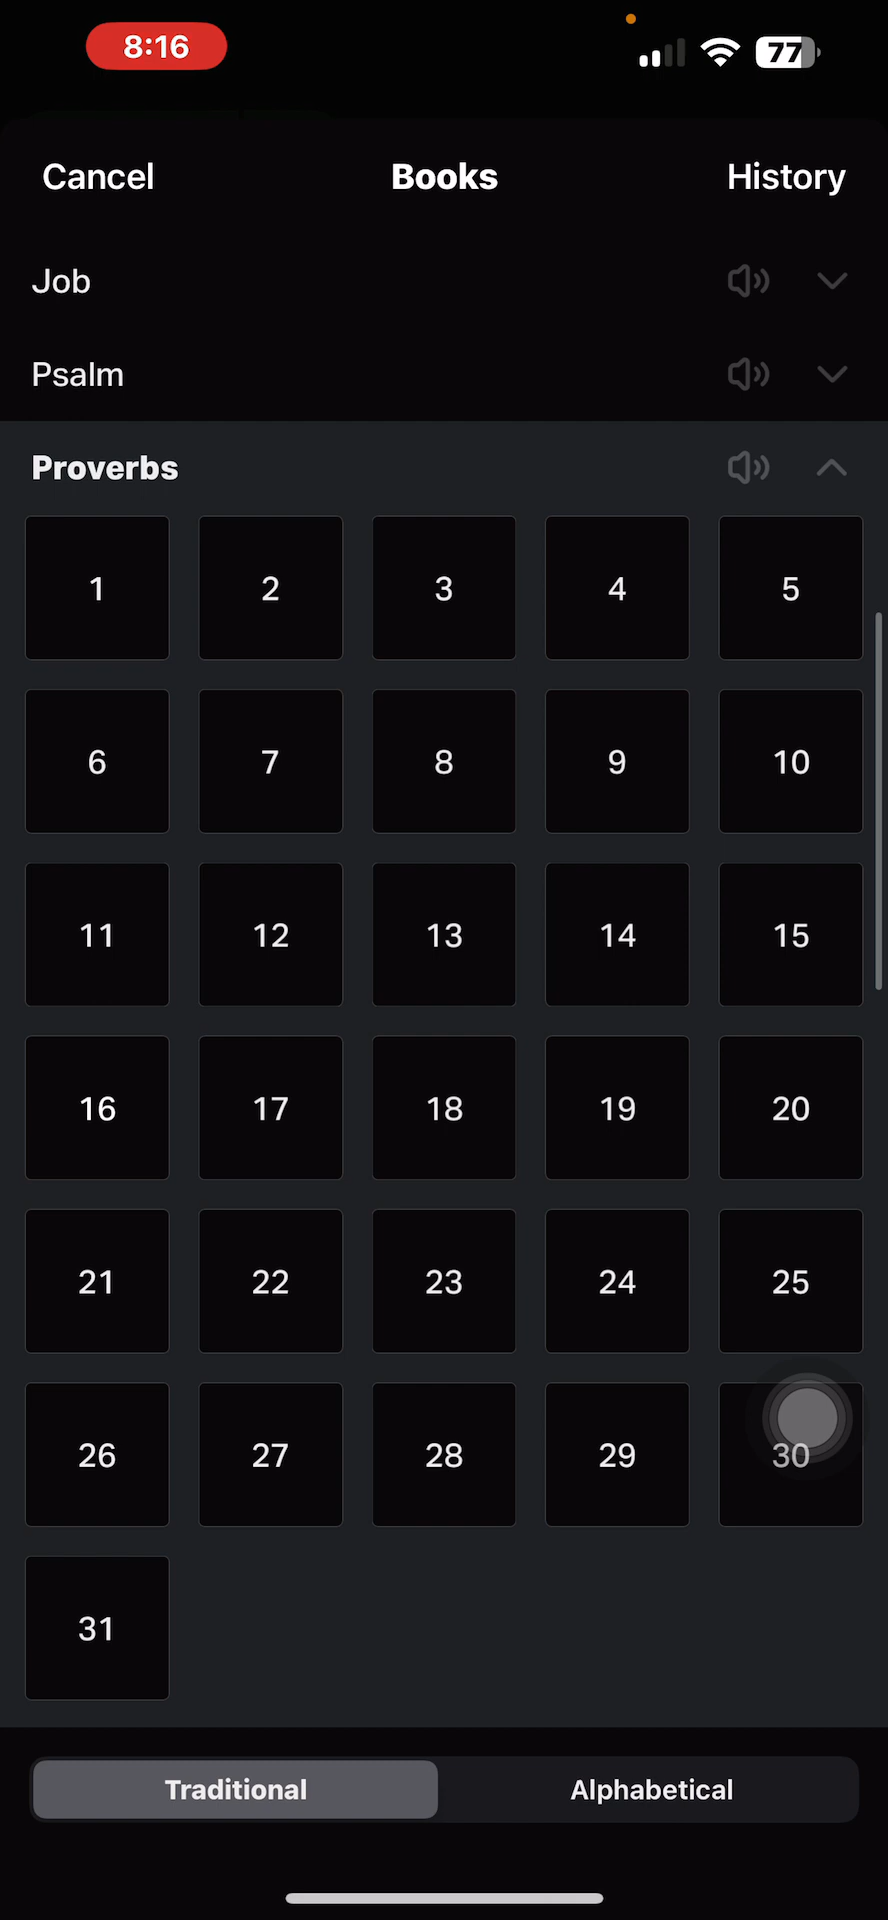 8:16 77
Cancel Books History
Job
Psalm
Proverbs
1 2 3 4 5
6 7 8 9 10
11 12 13 14 15
16 17 18 19 20
21 22 23 24 25
26 27 28 29 30
31
Traditional Alphabetical